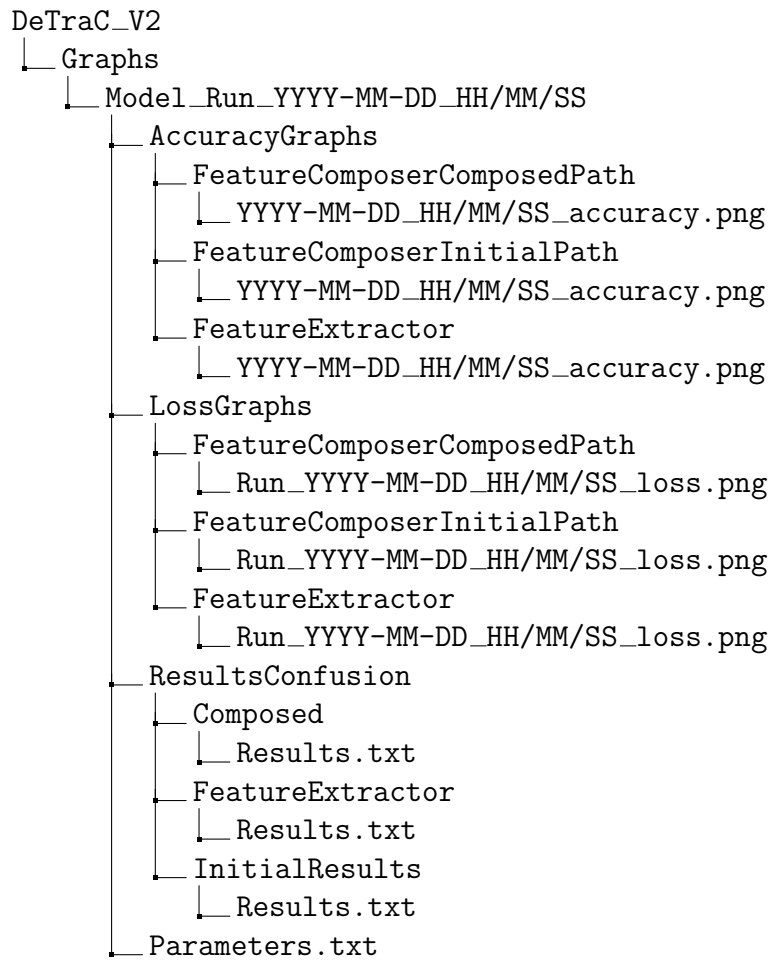 DeTraC_V2
Graphs
Model_Run_YYYY-MM-DD_HH/MM/SS
AccuracyGraphs
FeatureComposerComposedPath
YYYY-MM-DD_HH/MM/SS_accuracy.png
FeatureComposerInitialPath
YYYY-MM-DD_HH/MM/SS_accuracy.png
FeatureExtractor
YYYY-MM-DD_HH/MM/SS_accuracy.png
LossGraphs
FeatureComposerComposedPath
Run_YYYY-MM-DD_HH/MM/SS_loss.png
FeatureComposerInitialPath
Run_YYYY-MM-DD_HH/MM/SS_loss.png
FeatureExtractor
Run_YYYY-MM-DD_HH/MM/SS_loss.png
ResultsConfusion
Composed
Results.txt
FeatureExtractor
Results.txt
InitialResults
Results.txt
Parameters.txt